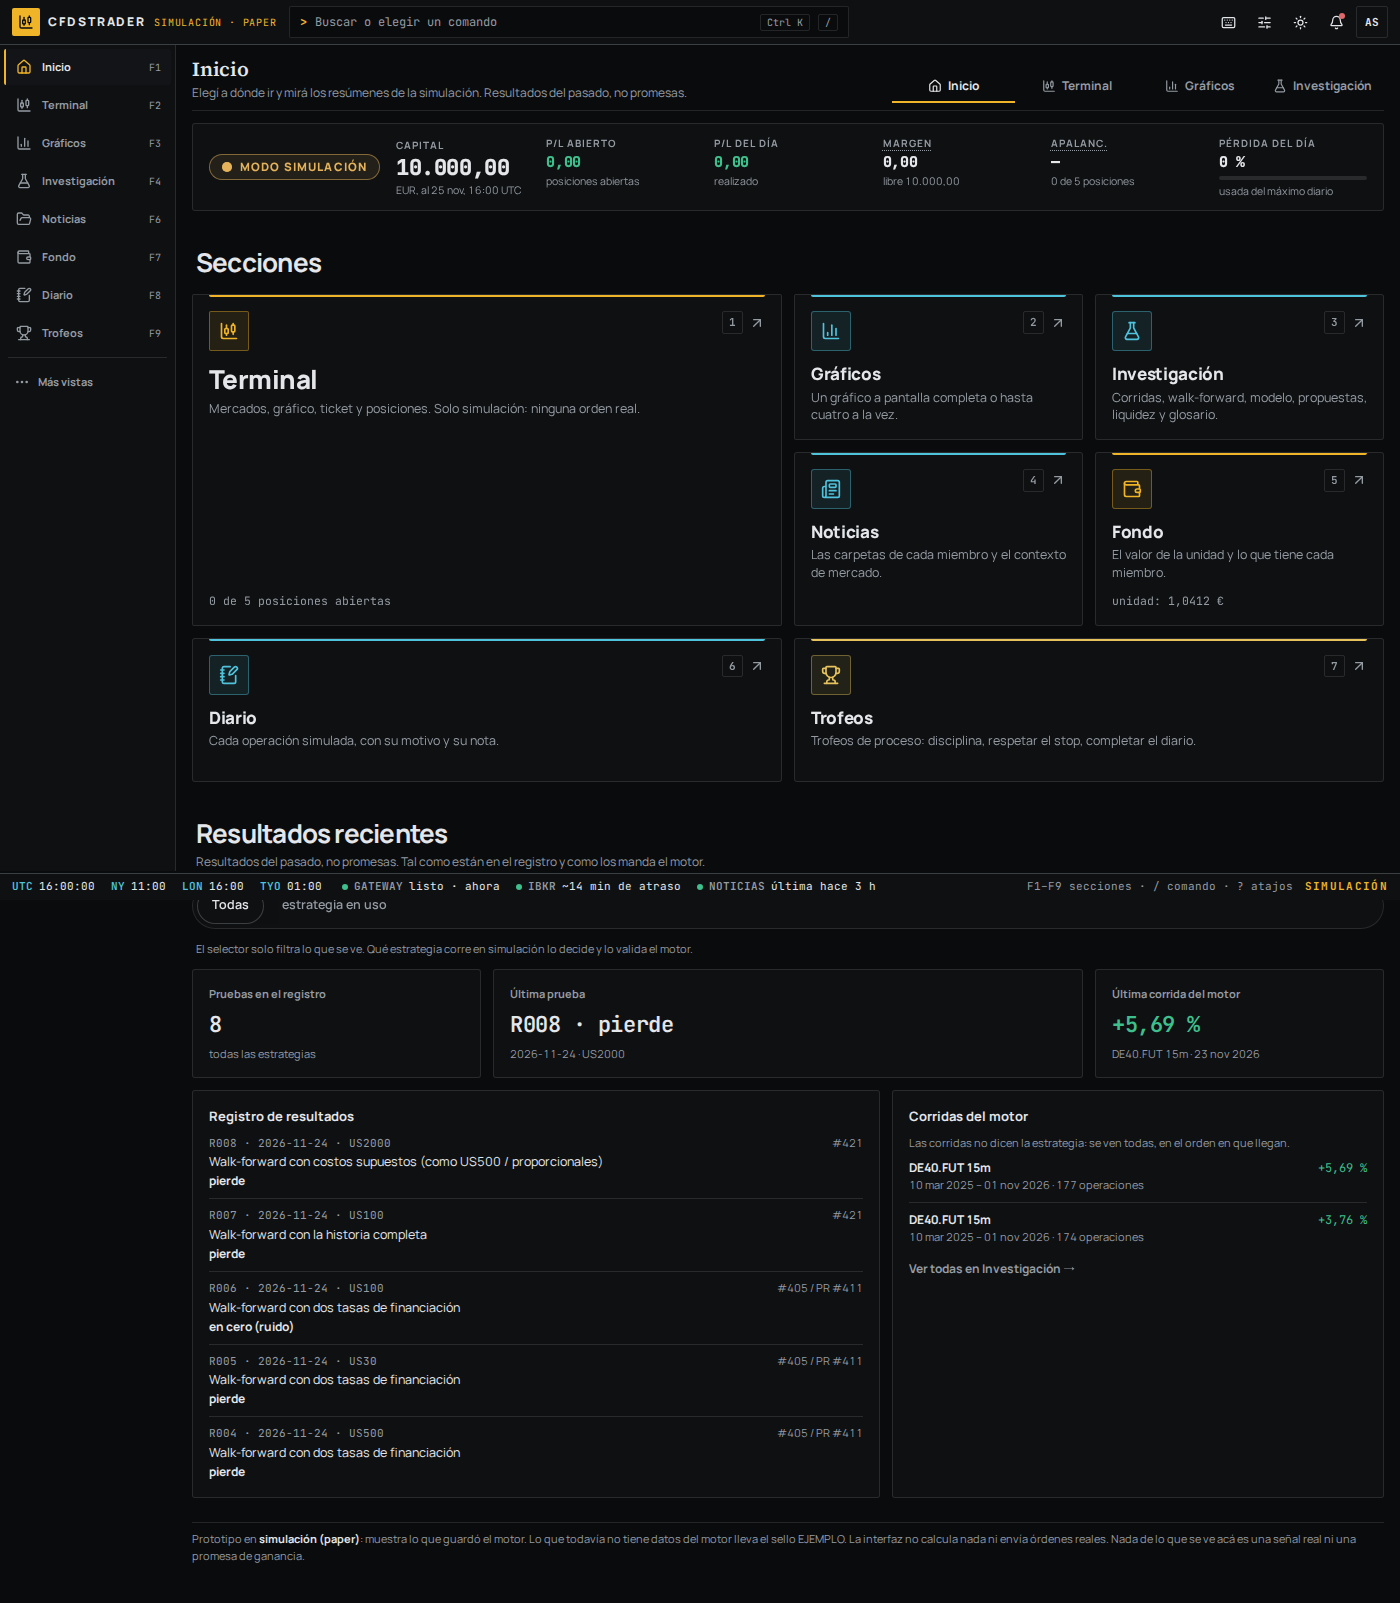 CFDSTRADER SIMULACIÓN · PAPER
> Buscar o elegir un comando Ctrl K /
AS
Inicio F1
Terminal F2
Gráficos F3
Investigación F4
Noticias F6
Fondo F7
Diario F8
Trofeos F9
Más vistas
Inicio
Elegí a dónde ir y mirá los resúmenes de la simulación. Resultados del pasado, no promesas.
Inicio Terminal Gráficos Investigación
MODO SIMULACIÓN
CAPITAL
10.000,00
EUR, al 25 nov, 16:00 UTC
P/L ABIERTO
0,00
posiciones abiertas
P/L DEL DÍA
0,00
realizado
MARGEN
0,00
libre 10.000,00
APALANC.
—
0 de 5 posiciones
PÉRDIDA DEL DÍA
0 %
usada del máximo diario
Secciones
1
Terminal
Mercados, gráfico, ticket y posiciones. Solo simulación: ninguna orden real.
0 de 5 posiciones abiertas
2
Gráficos
Un gráfico a pantalla completa o hasta
cuatro a la vez.
3
Investigación
Corridas, walk-forward, modelo, propuestas,
liquidez y glosario.
4
Noticias
Las carpetas de cada miembro y el contexto
de mercado.
5
Fondo
El valor de la unidad y lo que tiene cada
miembro.
unidad: 1,0412 €
6
Diario
Cada operación simulada, con su motivo y su nota.
7
Trofeos
Trofeos de proceso: disciplina, respetar el stop, completar el diario.
Resultados recientes
Resultados del pasado, no promesas. Tal como están en el registro y como los manda el motor.
UTC 16:00:00 NY 11:00 LON 16:00 TYO 01:00 GATEWAY listo · ahora IBKR ~14 min de atraso NOTICIAS última hace 3 h F1–F9 secciones · / comando · ? atajos SIMULACIÓN
Todas estrategia en uso
El selector solo filtra lo que se ve. Qué estrategia corre en simulación lo decide y lo valida el motor.
Pruebas en el registro
8
todas las estrategias
Última prueba
R008 · pierde
2026-11-24 · US2000
Última corrida del motor
+5,69 %
DE40.FUT 15m · 23 nov 2026
Registro de resultados
R008 · 2026-11-24 · US2000 #421
Walk-forward con costos supuestos (como US500 / proporcionales)
pierde
R007 · 2026-11-24 · US100 #421
Walk-forward con la historia completa
pierde
R006 · 2026-11-24 · US100 #405 / PR #411
Walk-forward con dos tasas de financiación
en cero (ruido)
R005 · 2026-11-24 · US30 #405 / PR #411
Walk-forward con dos tasas de financiación
pierde
R004 · 2026-11-24 · US500 #405 / PR #411
Walk-forward con dos tasas de financiación
pierde
Corridas del motor
Las corridas no dicen la estrategia: se ven todas, en el orden en que llegan.
DE40.FUT 15m +5,69 %
10 mar 2025 – 01 nov 2026 · 177 operaciones
DE40.FUT 15m +3,76 %
10 mar 2025 – 01 nov 2026 · 174 operaciones
Ver todas en Investigación →
Prototipo en simulación (paper): muestra lo que guardó el motor. Lo que todavía no tiene datos del motor lleva el sello EJEMPLO. La interfaz no calcula nada ni envía órdenes reales. Nada de lo que se ve acá es una señal real ni una
promesa de ganancia.